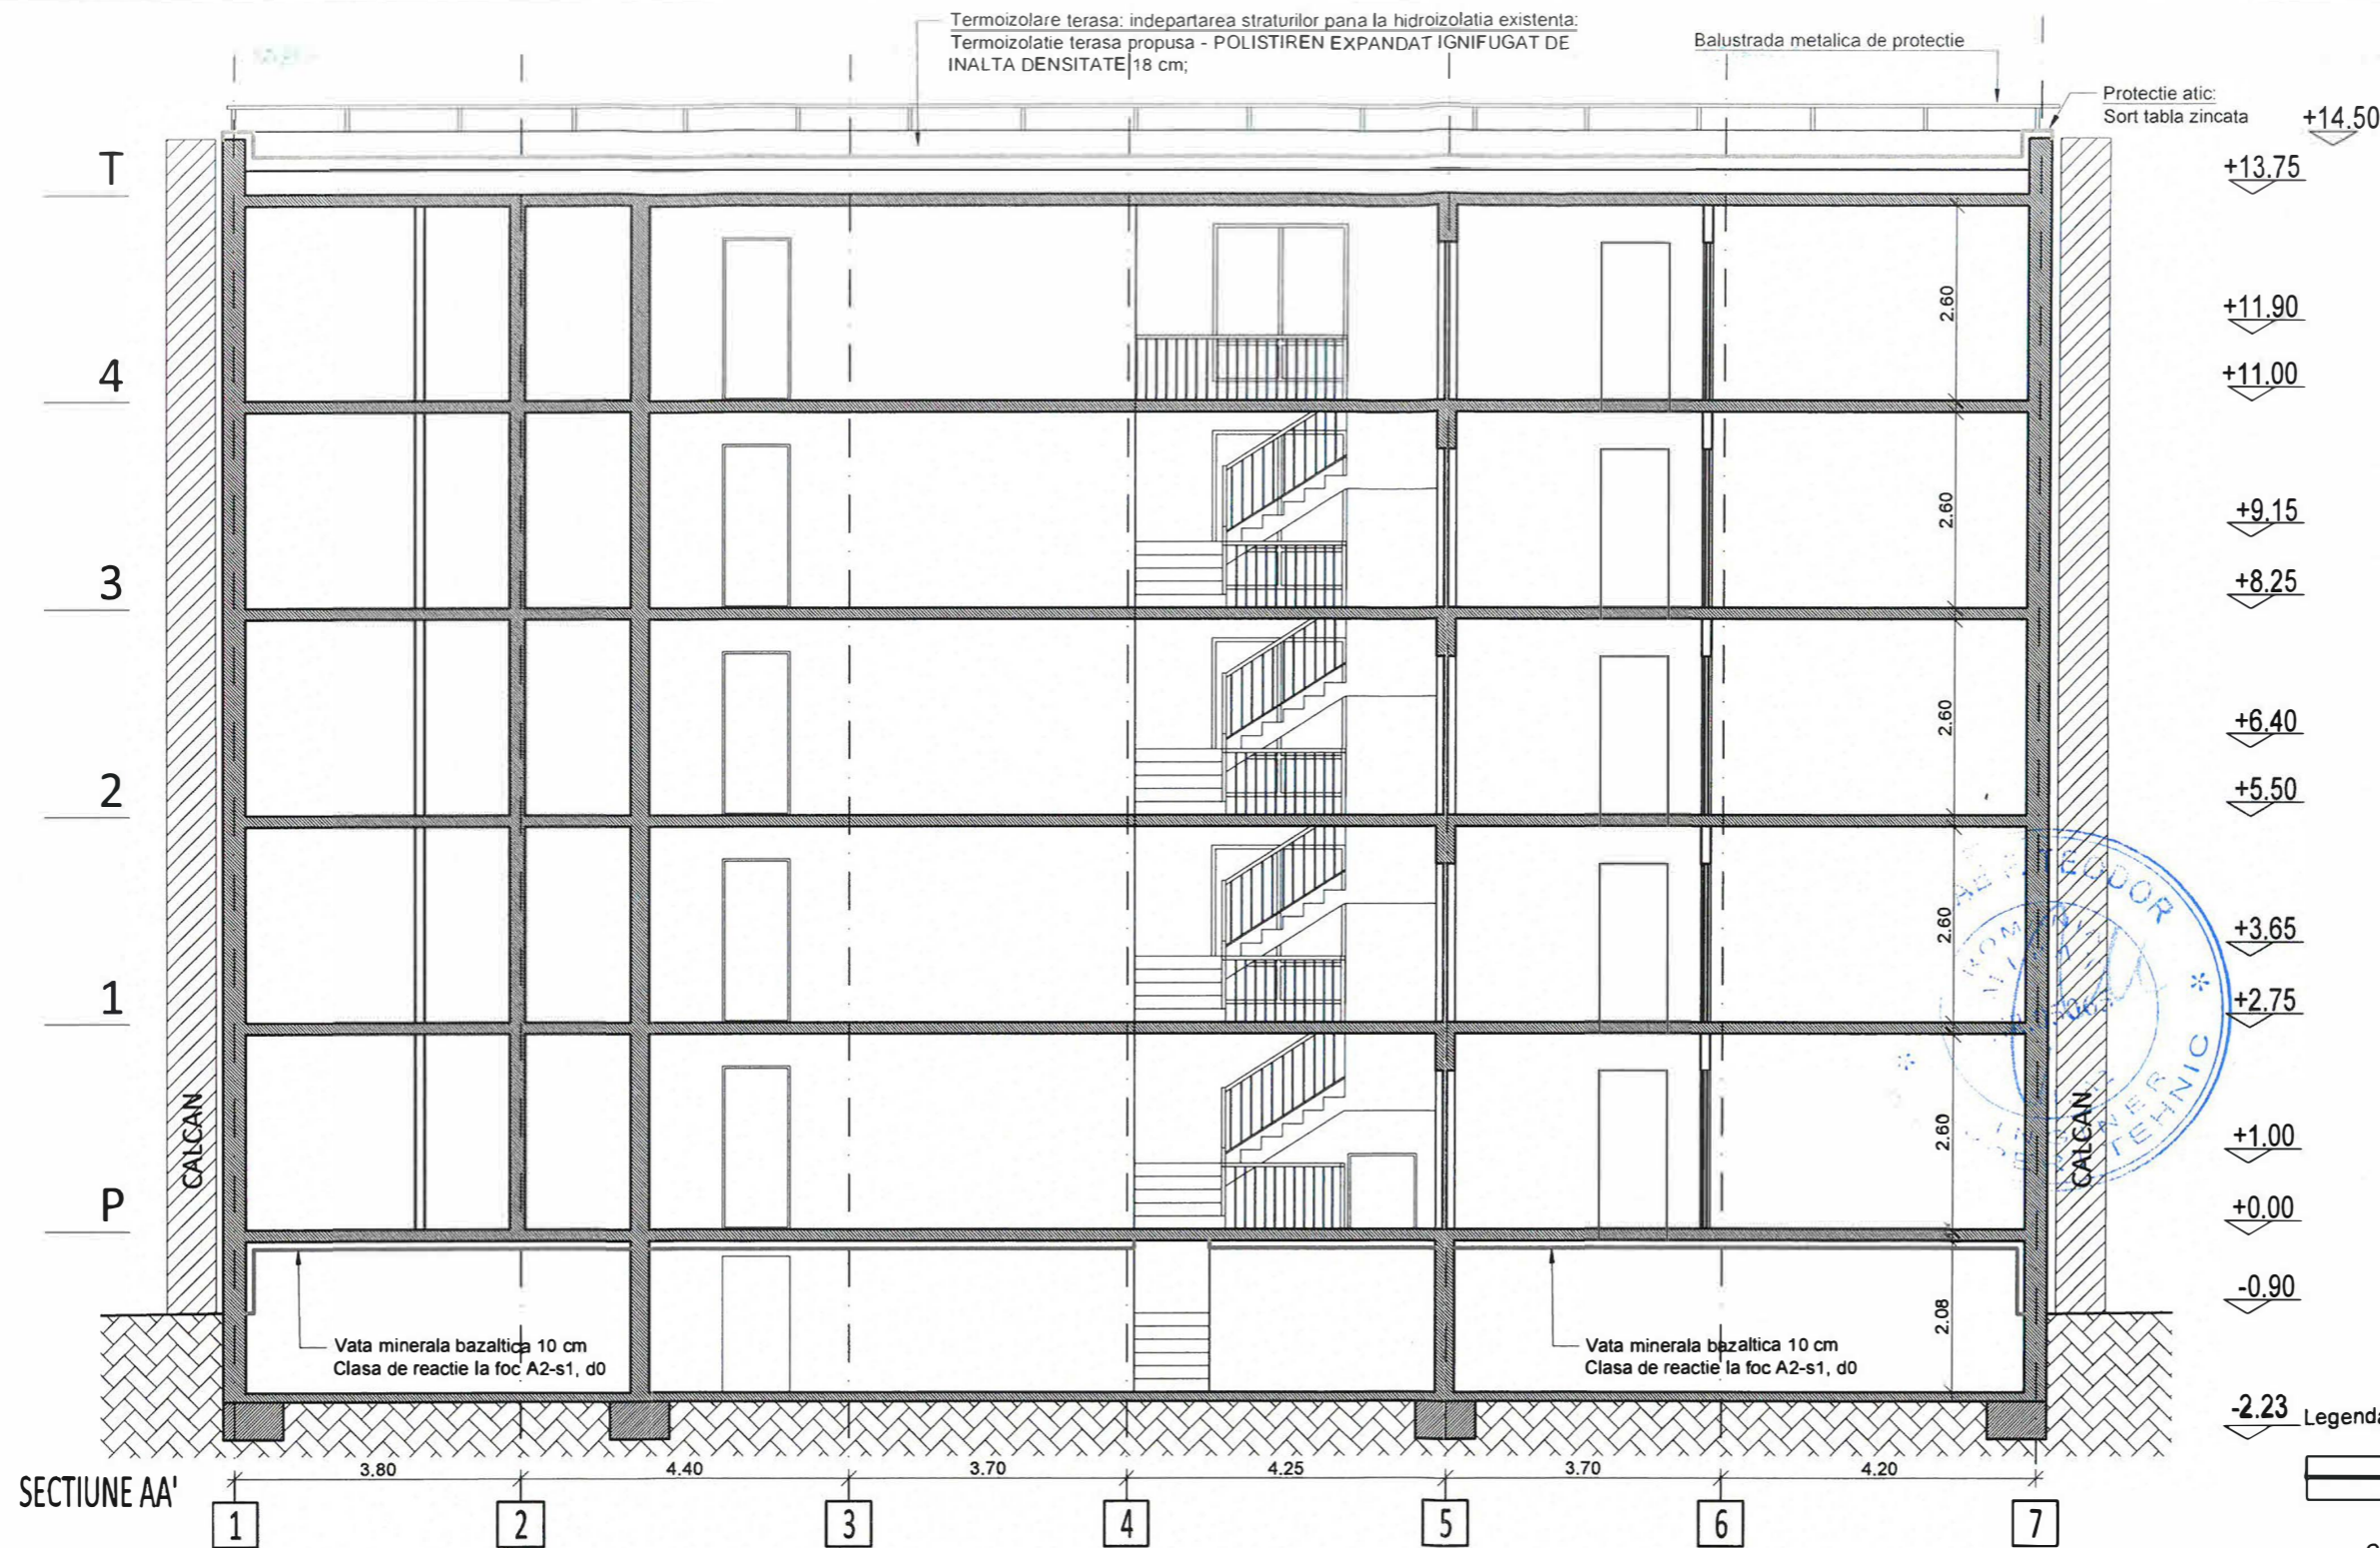 Termoizolare terasa: indepartarea straturilor pana la hidroizolatia existenta:
Termoizolatie terasa propusa - POLISTIREN EXPANDAT IGNIFUGAT DE
INALTA DENSITATE 18 cm;
Balustrada metalica de protectie
Protectie atic:
Sort tabla zincata
+14.50
T
+13.75
2.60
+11.90
4
+11.00
2.60
+9.15
3
+8.25
2.60
+6.40
2
+5.50
TEODOR
2.60
+3.65
1
+2.75
TEHNIC
CALCAN
2.60
CALCAN
+1.00
P
+0.00
-0.90
2.08
Vata minerala bazaltica 10 cm
Clasa de reactie la foc A2-s1, d0
Vata minerala bazaltica 10 cm
Clasa de reactie la foc A2-s1, d0
-2.23
Legenda
3.80 4.40 3.70 4.25 3.70 4.20
SECTIUNE AA'
1 2 3 4 5 6 7